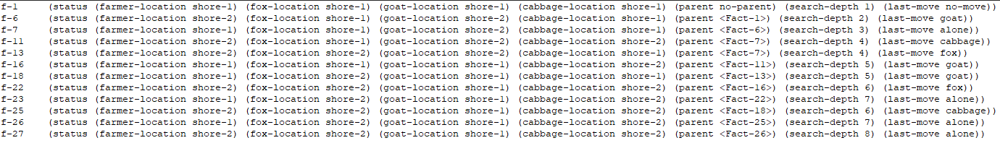 f-1     (status (farmer-location shore-1) (fox-location shore-1) (goat-location shore-1) (cabbage-location shore-1) (parent no-parent) (search-depth 1) (last-move no-move))
f-6     (status (farmer-location shore-2) (fox-location shore-1) (goat-location shore-2) (cabbage-location shore-1) (parent <Fact-1>) (search-depth 2) (last-move goat))
f-7     (status (farmer-location shore-1) (fox-location shore-1) (goat-location shore-2) (cabbage-location shore-1) (parent <Fact-6>) (search-depth 3) (last-move alone))
f-11    (status (farmer-location shore-2) (fox-location shore-1) (goat-location shore-2) (cabbage-location shore-2) (parent <Fact-7>) (search-depth 4) (last-move cabbage))
f-13    (status (farmer-location shore-2) (fox-location shore-2) (goat-location shore-2) (cabbage-location shore-1) (parent <Fact-7>) (search-depth 4) (last-move fox))
f-16    (status (farmer-location shore-1) (fox-location shore-1) (goat-location shore-1) (cabbage-location shore-2) (parent <Fact-11>) (search-depth 5) (last-move goat))
f-18    (status (farmer-location shore-1) (fox-location shore-2) (goat-location shore-1) (cabbage-location shore-1) (parent <Fact-13>) (search-depth 5) (last-move goat))
f-22    (status (farmer-location shore-2) (fox-location shore-2) (goat-location shore-1) (cabbage-location shore-2) (parent <Fact-16>) (search-depth 6) (last-move fox))
f-23    (status (farmer-location shore-1) (fox-location shore-2) (goat-location shore-1) (cabbage-location shore-2) (parent <Fact-22>) (search-depth 7) (last-move alone))
f-25    (status (farmer-location shore-2) (fox-location shore-2) (goat-location shore-1) (cabbage-location shore-2) (parent <Fact-18>) (search-depth 6) (last-move cabbage))
f-26    (status (farmer-location shore-1) (fox-location shore-2) (goat-location shore-1) (cabbage-location shore-2) (parent <Fact-25>) (search-depth 7) (last-move alone))
f-27    (status (farmer-location shore-2) (fox-location shore-2) (goat-location shore-1) (cabbage-location shore-2) (parent <Fact-26>) (search-depth 8) (last-move alone))